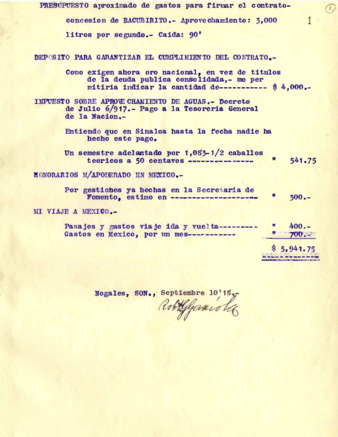 PRESUPUESTO aproximado de gastos para firmar el contrato-
concesion de BACUBIRITO.- Aprovechamiento: 3,000
litros por segundo.- Caida: 90'
1
1
DEPOSITO PARA GARANTIZAR EL CUMPLIMIENTO DEL CONTRATO.-
Como exigen ahora oro nacional, en vez de titulos
de la deuda publica consolidada,- me per
mitiria indicar la cantidad de---------- $ 4,000.-
IMPUESTO SOBRE APROVECHAMIENTO DE AGUAS.- Decreto
de Julio 6/917.- Pago a la Tesoreria General
de la Nacion.-
Entiendo que en Sinaloa hasta la fecha nadie ha
hecho este pago.
Un semestre adelantado por 1,083-1/2 caballos
teoricos a 50 centavos --------------- " 541.75
HONORARIOS M/APODERADO EN MEXICO.-
Por gestiones ya hechas en la Secretaria de
Fomento, estimo en ------------------- " 300.-
MI VIAJE A MEXICO.-
Pasajes y gastos viaje ida y vuelta--------- " 400.-
Gastos en Mexico, por un mes----------- " 700.-
$ 5,941.75
Nogales, SON., Septiembre 10'18.-